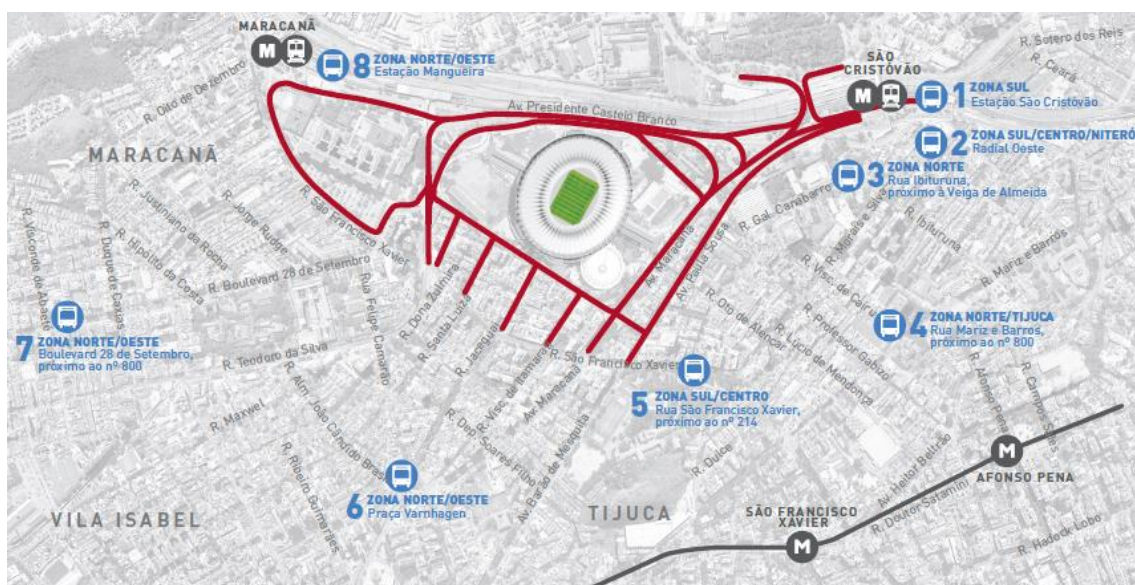 MARACANÃ
M
8 ZONA NORTE/OESTE
Estação Mangueira
SÃO
CRISTÓVÃO
M
R. Sotero dos Reis
R. Ceará
1 ZONA SUL
Estação São Cristóvão
R. Oito de Dezembro
Av. Presidente Castelo Branco
2 ZONA SUL/CENTRO/NITERÓ
Radial Oeste
MARACANÃ
3 ZONA NORTE
Rua Ibituruna,
próximo à Veiga de Almeida
R. São Francisco Xavier
R. Jorge Rudge
R. Justiniano da Rocha
R. Hipólito da Costa
R. Duque de Caxias
R. Visconde de Abaeté
R. Boulevard 28 de Setembro
R. Gal. Canabarro
R. Morais e Silva
R. Ibituruna
R. Mariz e Barros
R. Visc. de Cairu
Av. Maracanã
Av. Paula Sousa
Rua Felipe Camarão
R. Dona Zulmira
R. Santa Luiza
R. Jaceguai
R. Visc. de Itamarati
Av. Maracanã
R. São Francisco Xavier
R. Oto de Alencar
R. Professor Gabizo
R. Lúcio de Mendonça
4 ZONA NORTE/TIJUCA
Rua Mariz e Barros,
próximo ao nº 800
7 ZONA NORTE/OESTE
Boulevard 28 de Setembro,
próximo ao nº 800
R. Teodoro da Silva
R. Maxwel
R. Alm. João Cândido Brasil
R. Ribeiro Guimarães
R. Dep. Soares Filho
Av. Barão de Mesquita
5 ZONA SUL/CENTRO
Rua São Francisco Xavier,
próximo ao nº 214
R. Afonso Pena
R. Campos Sales
R. Dulce
Av. Heitor Beltrão
M
AFONSO PENA
6 ZONA NORTE/OESTE
Praça Varnhagen
VILA ISABEL
TIJUCA
SÃO FRANCISCO
XAVIER
M
R. Doutor Satamini
R. Hadock Lobo